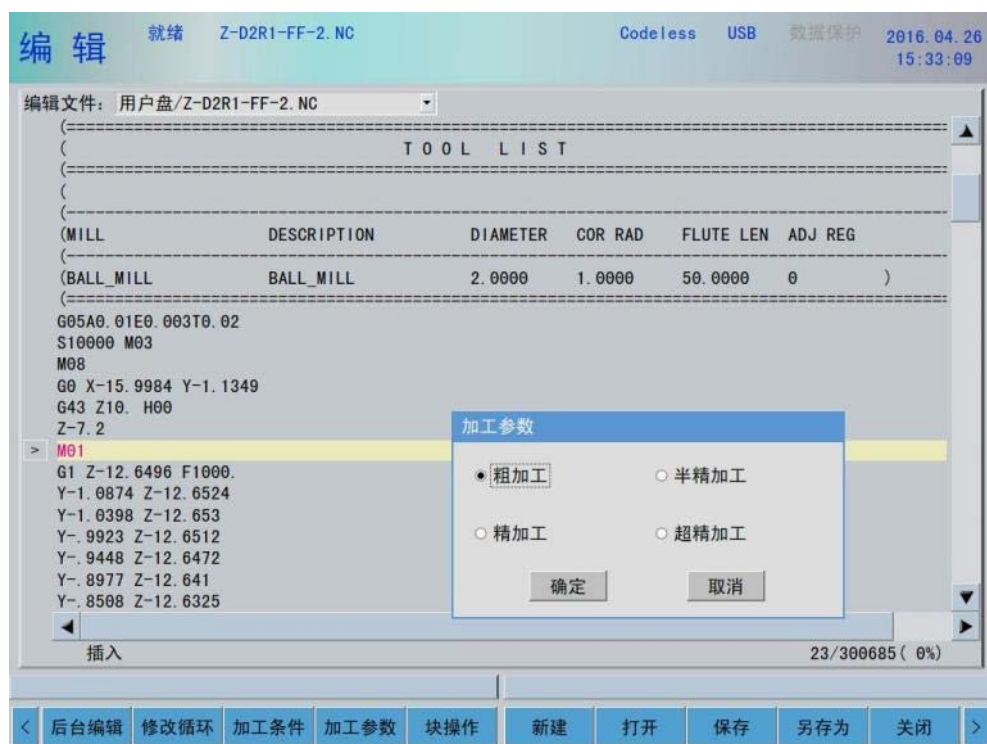 编辑 就绪 Z-D2R1-FF-2.NC Codeless USB 数据保护 2016.04.26
15:33:09
编辑文件: 用户盘/Z-D2R1-FF-2.NC
(==========================================================================================
( TOOL LIST
(==========================================================================================
(
(------------------------------------------------------------------------------------------
(MILL DESCRIPTION DIAMETER COR RAD FLUTE LEN ADJ REG
(------------------------------------------------------------------------------------------
(BALL_MILL BALL_MILL 2.0000 1.0000 50.0000 0 )
(==========================================================================================
G05A0.01E0.003T0.02
S10000 M03
M08
G0 X-15.9984 Y-1.1349
G43 Z10. H00
Z-7.2
> M01
G1 Z-12.6496 F1000.
Y-1.0874 Z-12.6524
Y-1.0398 Z-12.653
Y-.9923 Z-12.6512
Y-.9448 Z-12.6472
Y-.8977 Z-12.641
Y-.8508 Z-12.6325
加工参数
粗加工 半精加工
精加工 超精加工
确定 取消
插入 23/300685( 0%)
< 后台编辑 修改循环 加工条件 加工参数 块操作 新建 打开 保存 另存为 关闭 >